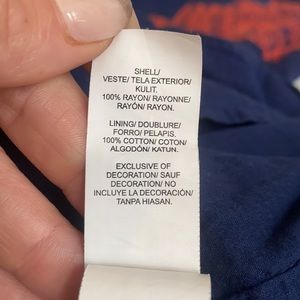 SHELL/
VESTE/ TELA EXTERIOR/
KULIT.
100% RAYON/ RAYONNE/
RAYÓN/ RAYON.
LINING/ DOUBLURE/
FORRO/ PELAPIS.
100% COTTON/ COTON/
ALGODÓN/ KATUN.
EXCLUSIVE OF
DECORATION/ SAUF
DECORATION/ NO
INCLUYE LA DECORACIÓN/
TANPA HIASAN.